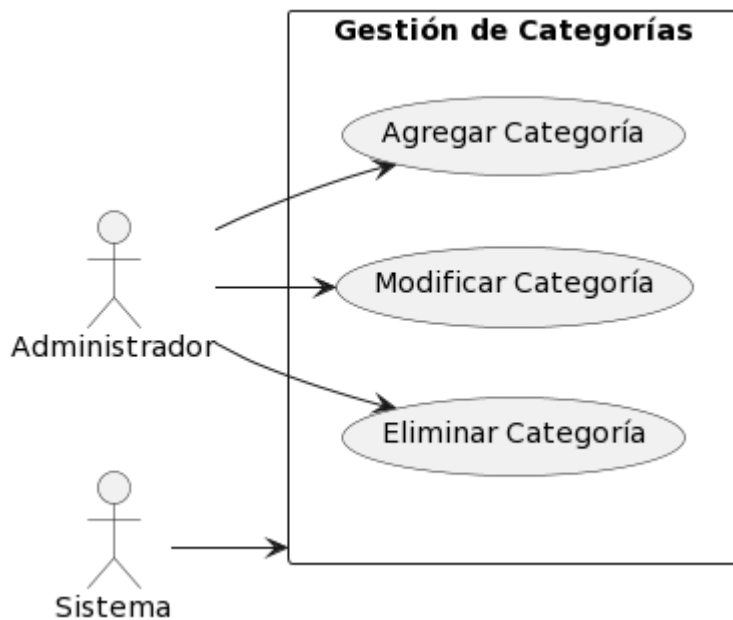 Gestión de Categorías
Agregar Categoría
Modificar Categoría
Administrador
Eliminar Categoría
Sistema